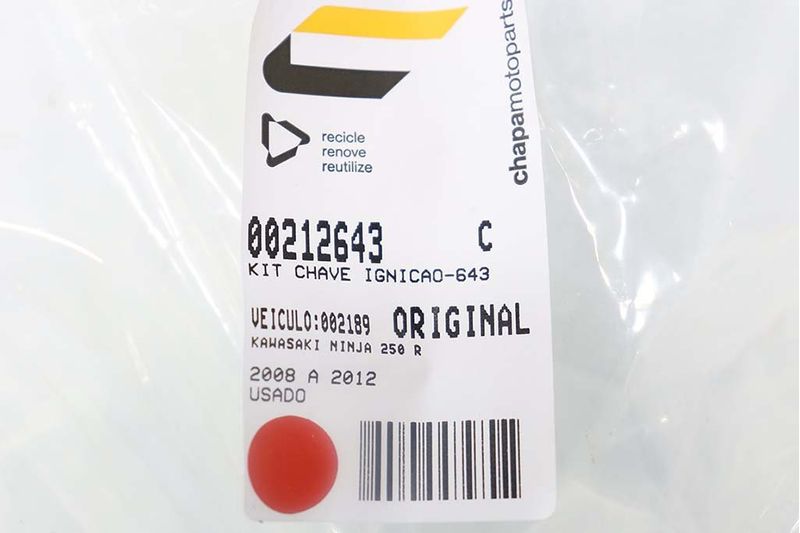 chapamotoparts
recicle
renove
reutilize
00212643 C
KIT CHAVE IGNICAO-643
VEICULO:002189 ORIGINAL
KAWASAKI NINJA 250 R
2008 A 2012
USADO